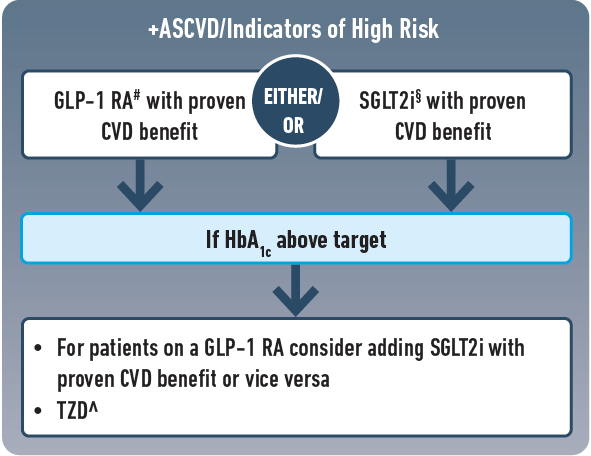 +ASCVD/Indicators of High Risk
GLP-1 RA# with proven
CVD benefit
EITHER/
OR
SGLT2i§ with proven
CVD benefit
If HbA1c above target
• For patients on a GLP-1 RA consider adding SGLT2i with
proven CVD benefit or vice versa
• TZD^